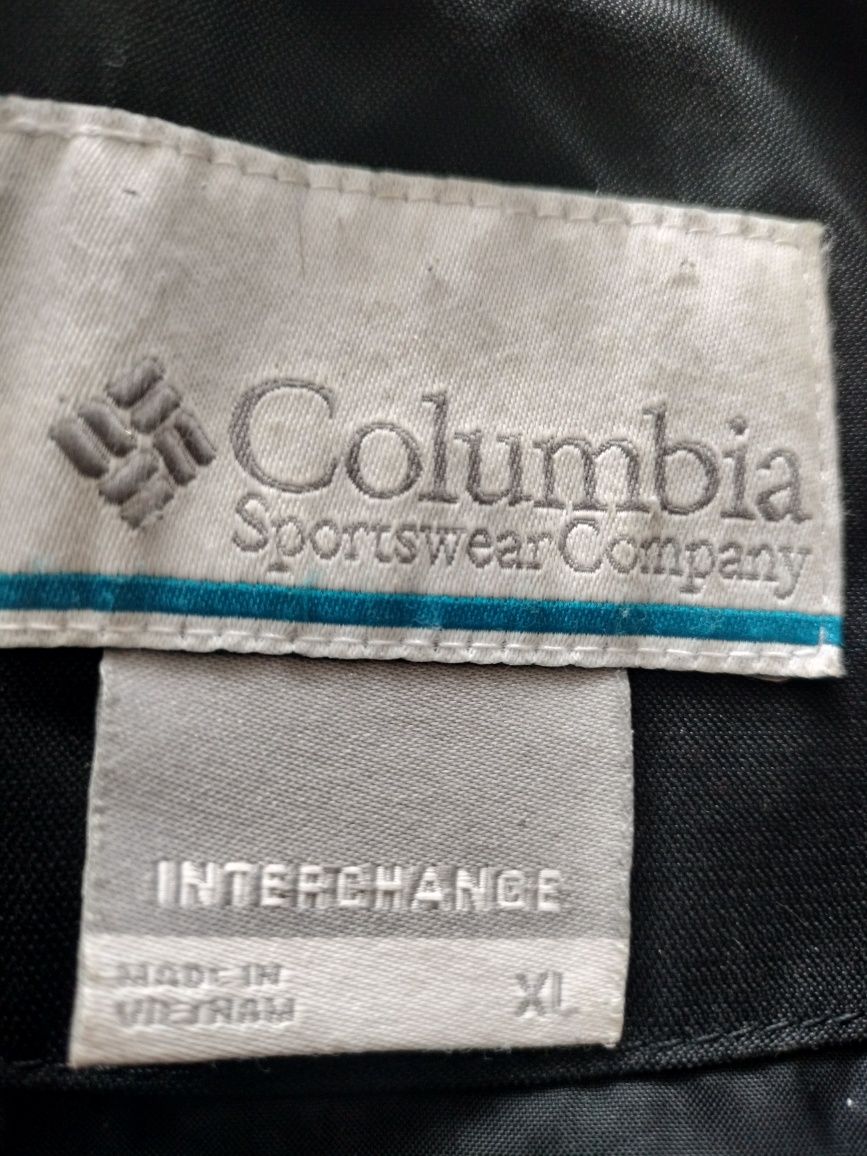 Columbia
Sportswear Company
INTERCHANGE
MADE IN
VIETNAM
XL